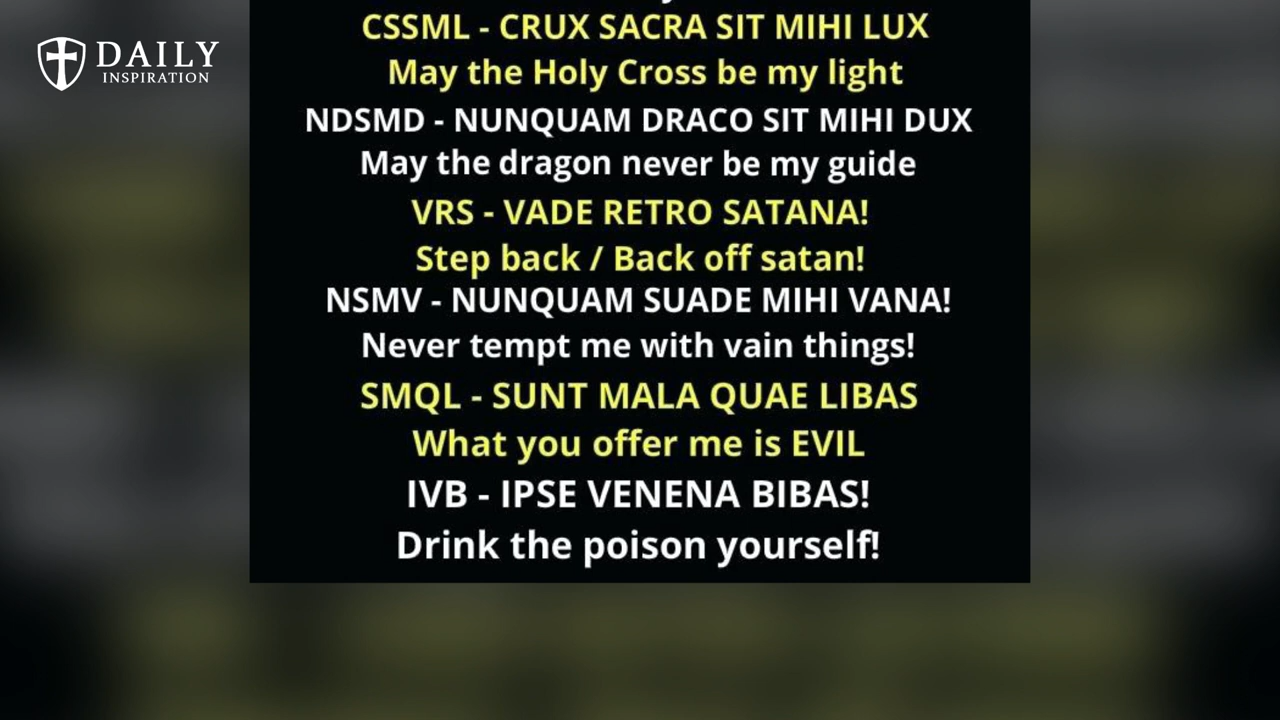 DAILY
INSPIRATION
CSSML - CRUX SACRA SIT MIHI LUX
May the Holy Cross be my light
NDSMD - NUNQUAM DRACO SIT MIHI DUX
May the dragon never be my guide
VRS - VADE RETRO SATANA!
Step back / Back off satan!
NSMV - NUNQUAM SUADE MIHI VANA!
Never tempt me with vain things!
SMQL - SUNT MALA QUAE LIBAS
What you offer me is EVIL
IVB - IPSE VENENA BIBAS!
Drink the poison yourself!